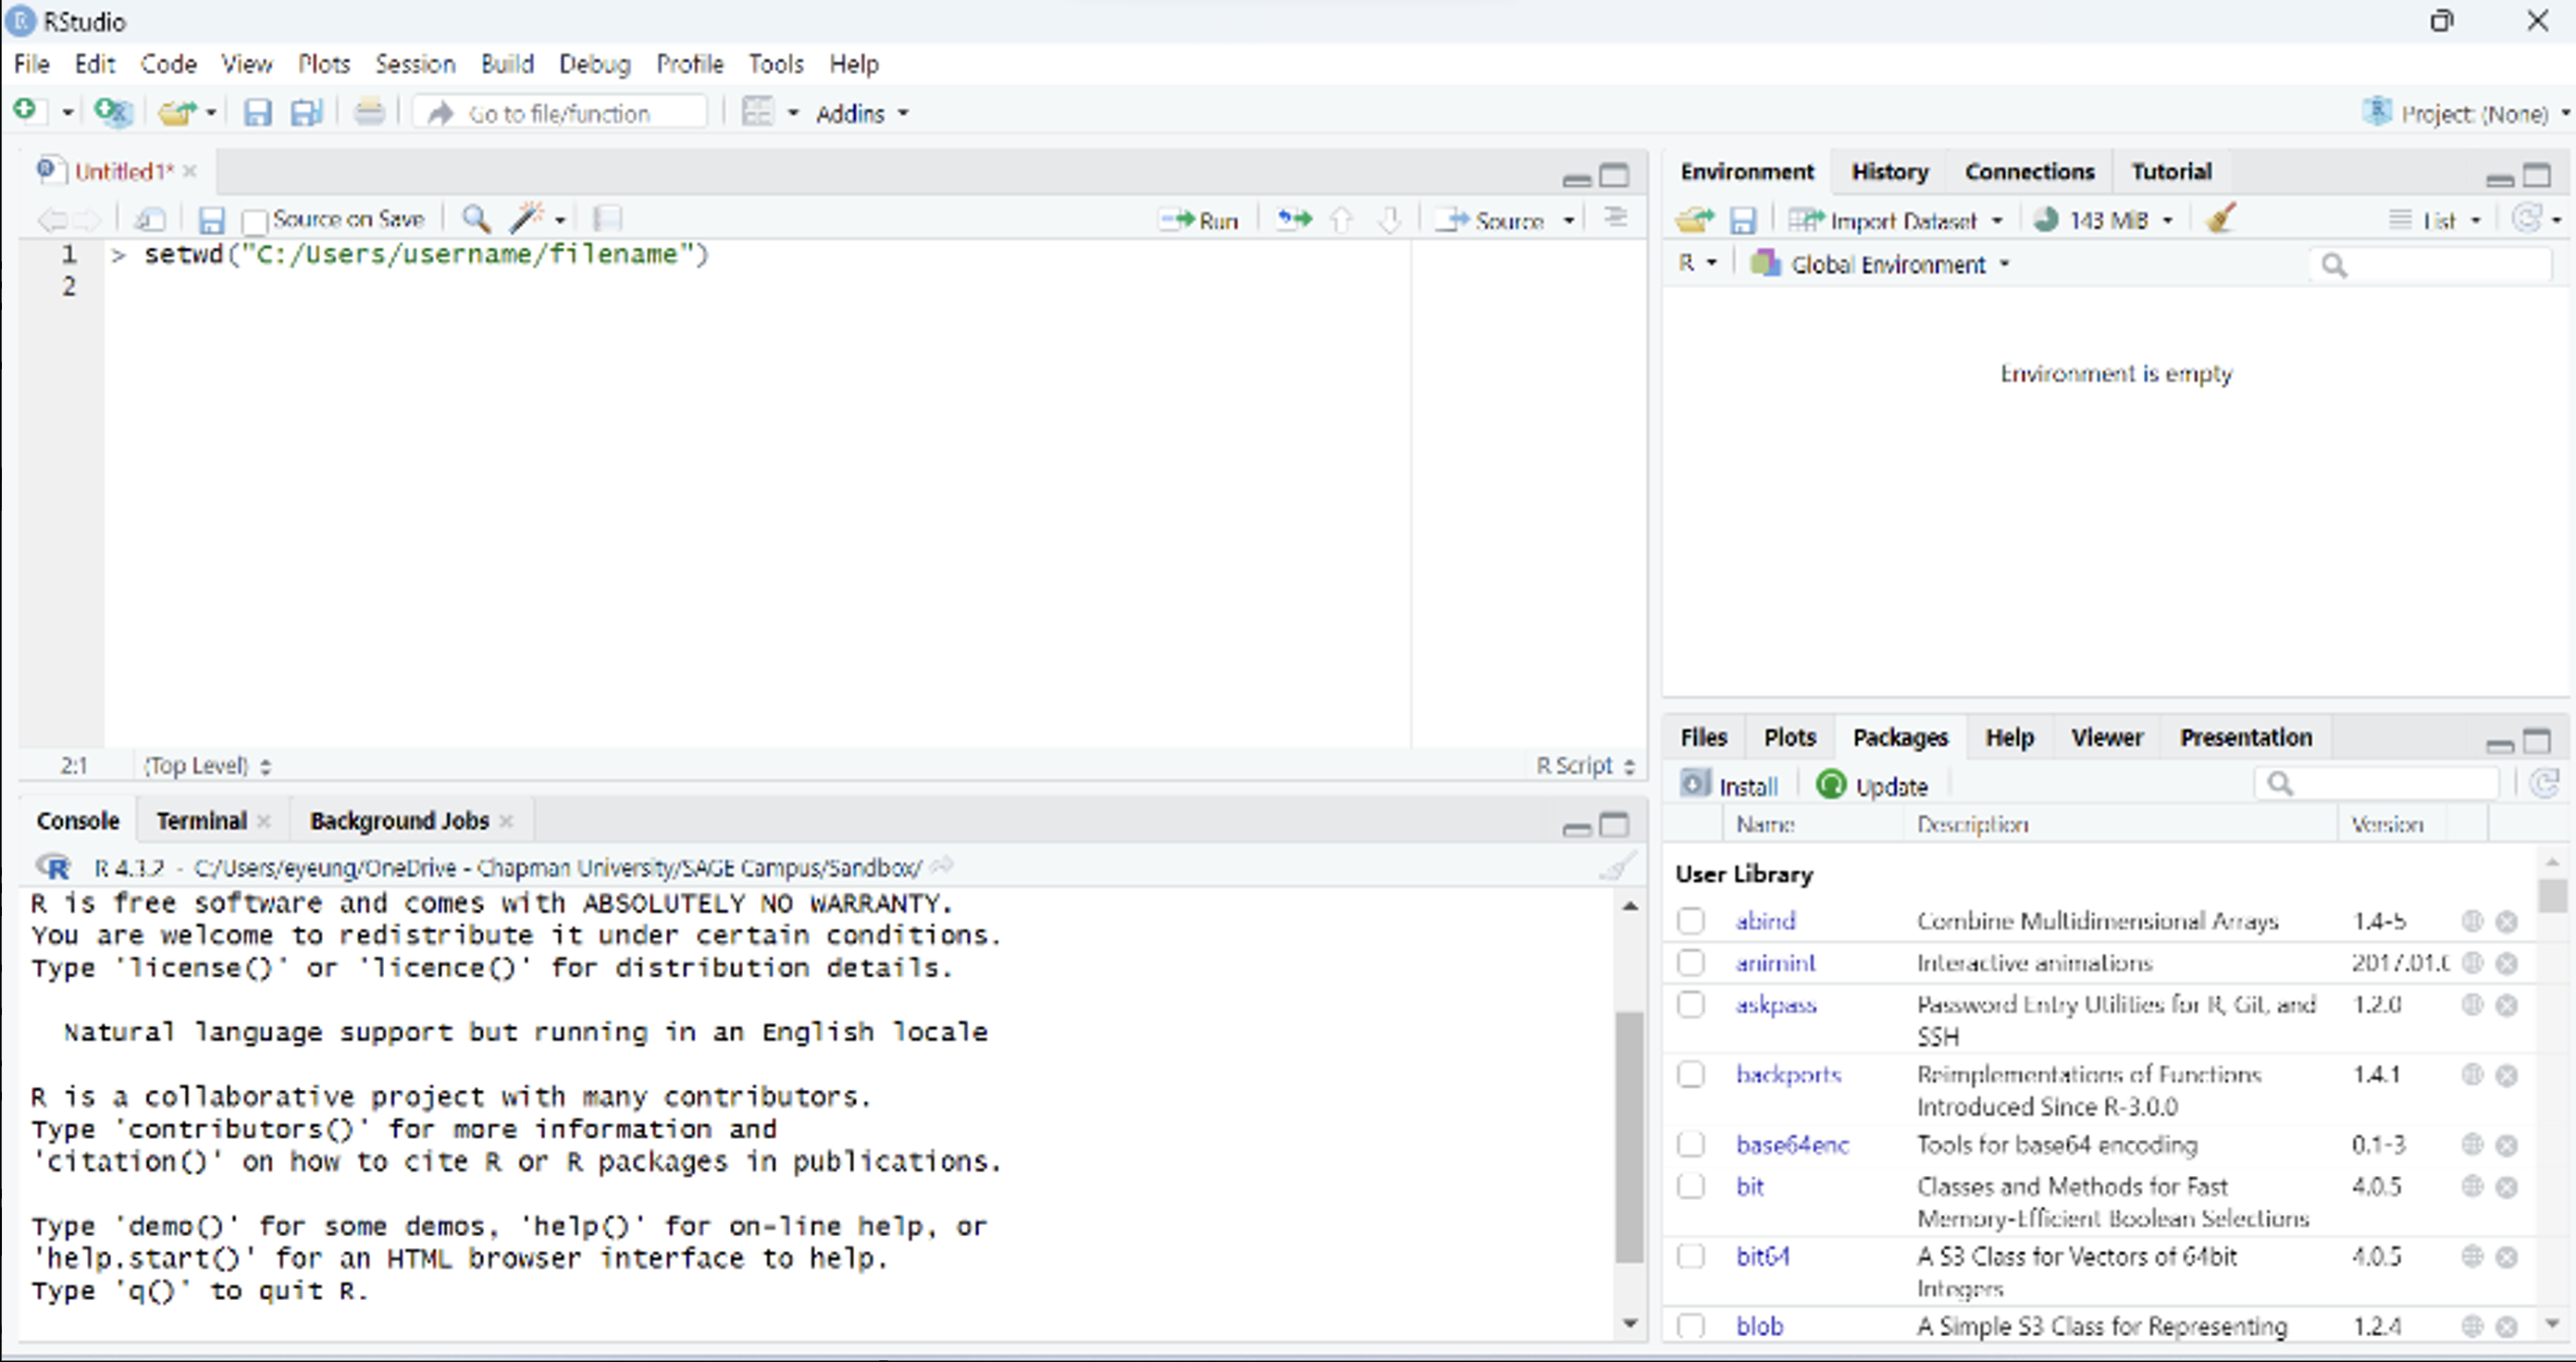 RStudio
File Edit Code View Plots Session Build Debug Profile Tools Help
Go to file/function Addins Project: (None)
Untitled1*
Source on Save Run Source
1 > setwd("C:/Users/username/filename")
2
2:1 (Top Level) R Script
Console Terminal Background Jobs
R 4.3.2 - C:/Users/eyeung/OneDrive - Chapman University/SAGE Campus/Sandbox/
R is free software and comes with ABSOLUTELY NO WARRANTY.
You are welcome to redistribute it under certain conditions.
Type 'license()' or 'licence()' for distribution details.
Natural language support but running in an English locale
R is a collaborative project with many contributors.
Type 'contributors()' for more information and
'citation()' on how to cite R or R packages in publications.
Type 'demo()' for some demos, 'help()' for on-line help, or
'help.start()' for an HTML browser interface to help.
Type 'q()' to quit R.
Environment History Connections Tutorial
Import Dataset 143 MiB List
R Global Environment
Environment is empty
Files Plots Packages Help Viewer Presentation
Install Update
Name Description Version
User Library
abind Combine Multidimensional Arrays 1.4-5
animint Interactive animations 2017.01.
askpass Password Entry Utilities for R, Git, and 1.2.0
SSH
backports Reimplementations of Functions 1.4.1
Introduced Since R-3.0.0
base64enc Tools for base64 encoding 0.1-3
bit Classes and Methods for Fast 4.0.5
Memory-Efficient Boolean Selections
bit64 A S3 Class for Vectors of 64bit 4.0.5
Integers
blob A Simple S3 Class for Representing 1.2.4